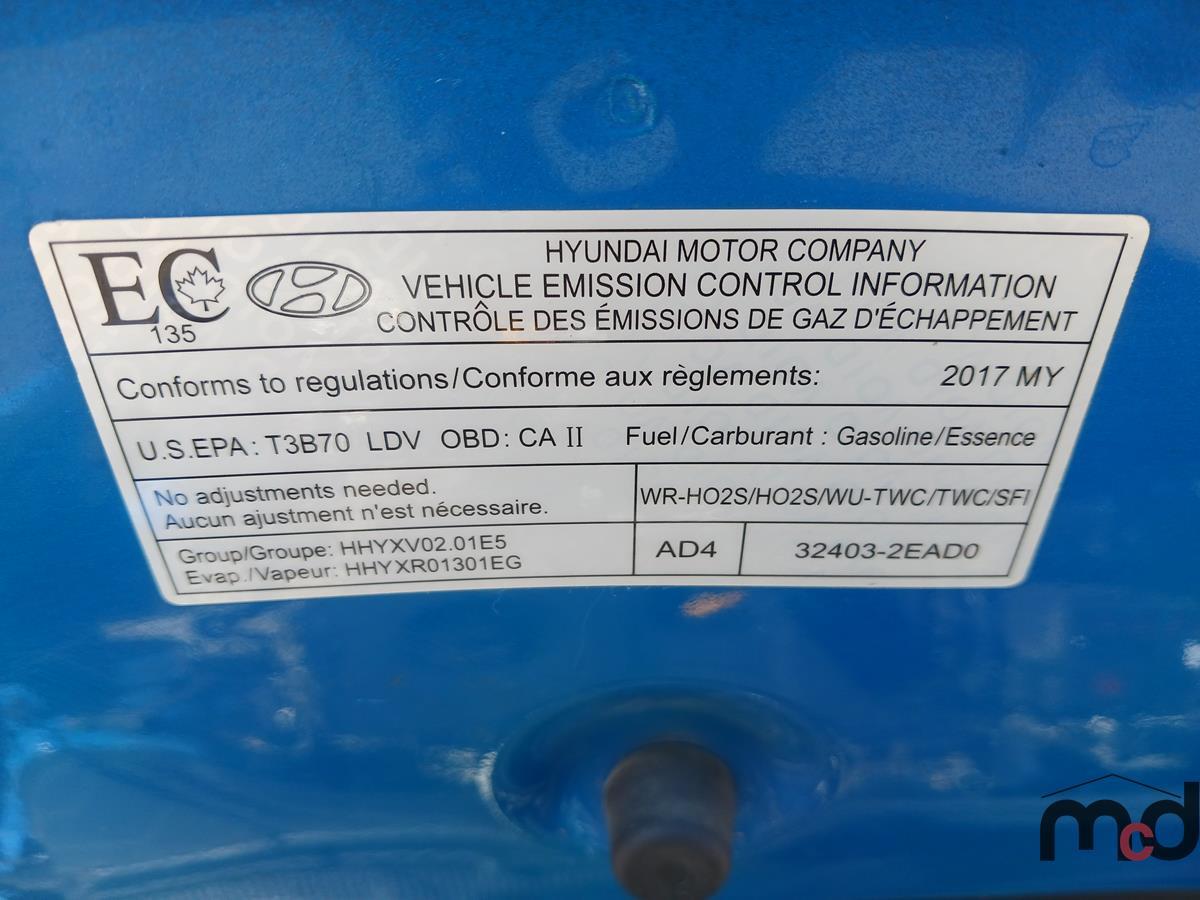 EC
135
HYUNDAI MOTOR COMPANY
VEHICLE EMISSION CONTROL INFORMATION
CONTRÔLE DES ÉMISSIONS DE GAZ D'ÉCHAPPEMENT
Conforms to regulations/Conforme aux règlements: 2017 MY
U.S.EPA: T3B70 LDV OBD: CA II Fuel/Carburant : Gasoline/Essence
No adjustments needed.
Aucun ajustment n'est nécessaire.
WR-HO2S/HO2S/WU-TWC/TWC/SFI
Group/Groupe: HHYXV02.01E5
Evap./Vapeur: HHYXR01301EG
AD4
32403-2EAD0
mcd